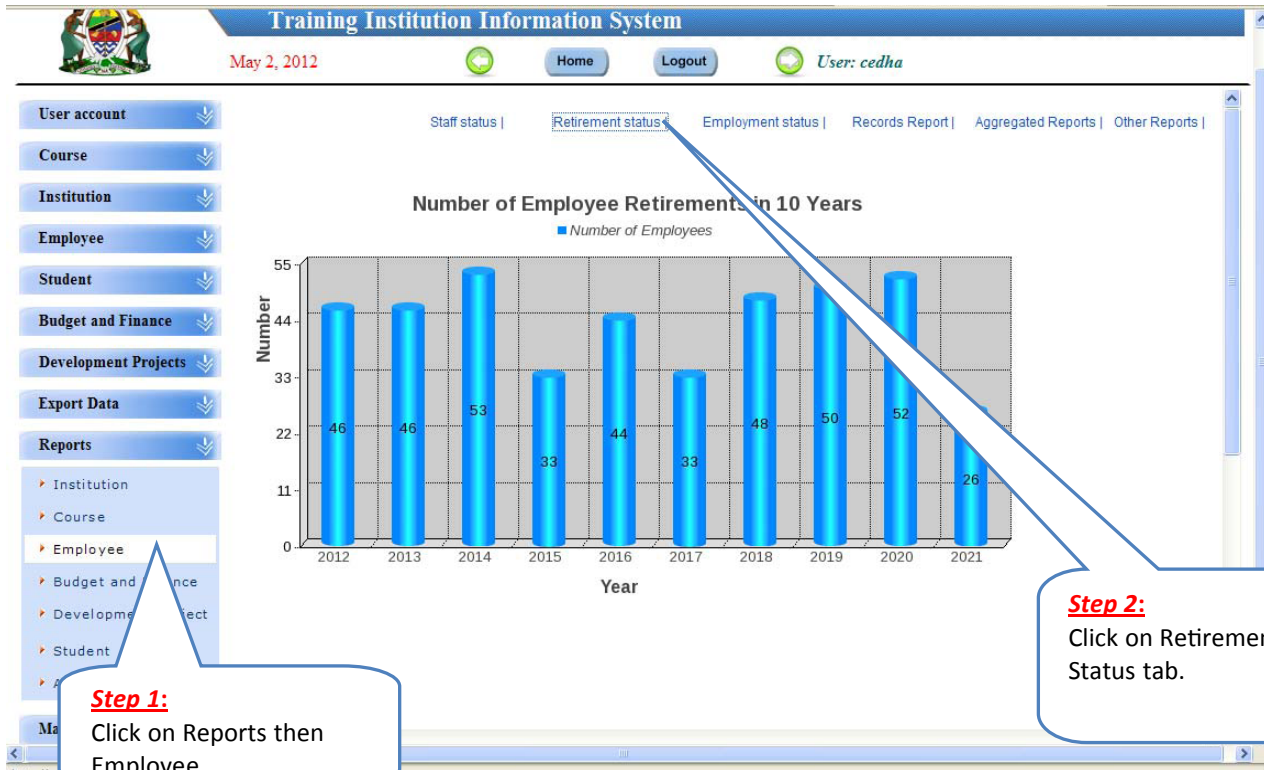 Training Institution Information System
May 2, 2012 Home Logout User: cedha
User account
Course
Institution
Employee
Student
Budget and Finance
Development Projects
Export Data
Reports
Institution
Course
Employee
Budget and
Student
Staff status | Retirement status | Employment status | Records Report | Aggregated Reports | Other Reports |
Number of Employee Retirements in 10 Years
Number of Employees
Number
55
44
33
22
11
0
46 46 53 33 44 33 48 50 52 26
2012 2013 2014 2015 2016 2017 2018 2019 2020 2021
Year
Step 1:
Click on Reports then
Employee
Step 2:
Click on Retiremen
Status tab.